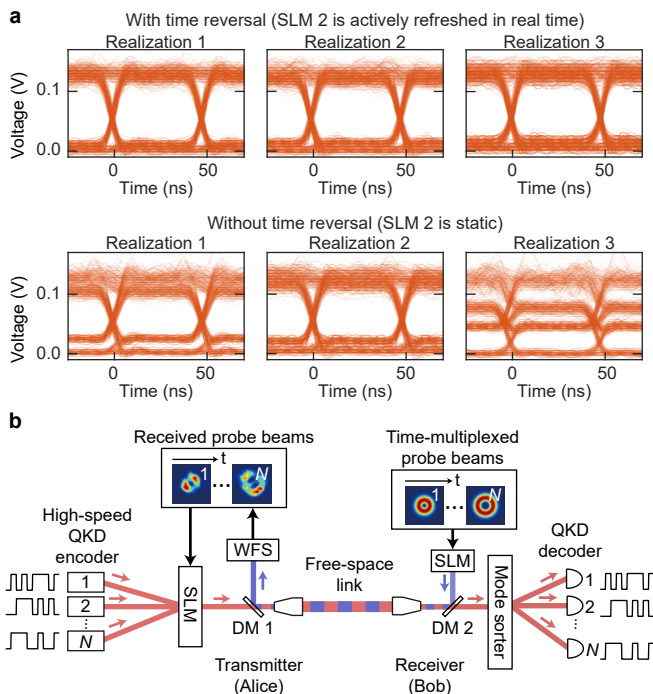 a
With time reversal (SLM 2 is actively refreshed in real time)
Realization 1 Realization 2 Realization 3
Voltage (V)
0.1
0.0
0 50 0 50 0 50
Time (ns) Time (ns) Time (ns)
Without time reversal (SLM 2 is static)
Realization 1 Realization 2 Realization 3
Voltage (V)
0.1
0.0
0 50 0 50 0 50
Time (ns) Time (ns) Time (ns)
b
Received probe beams
t
1 ... N
Time-multiplexed
probe beams
t
1 ... N
High-speed
QKD
encoder
1
2
N
SLM
WFS
DM 1
Free-space
link
SLM
DM 2
Mode sorter
QKD
decoder
1
2
N
Transmitter
(Alice)
Receiver
(Bob)